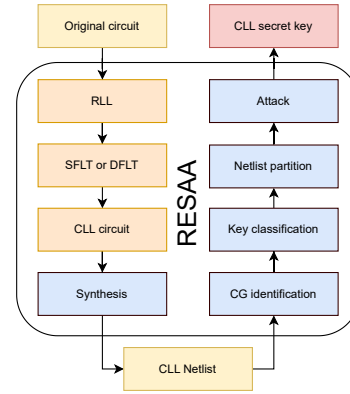 Original circuit
CLL secret key
RLL
Attack
SFLT or DFLT
Netlist partition
RESAA
CLL circuit
Key classification
Synthesis
CG identification
CLL Netlist